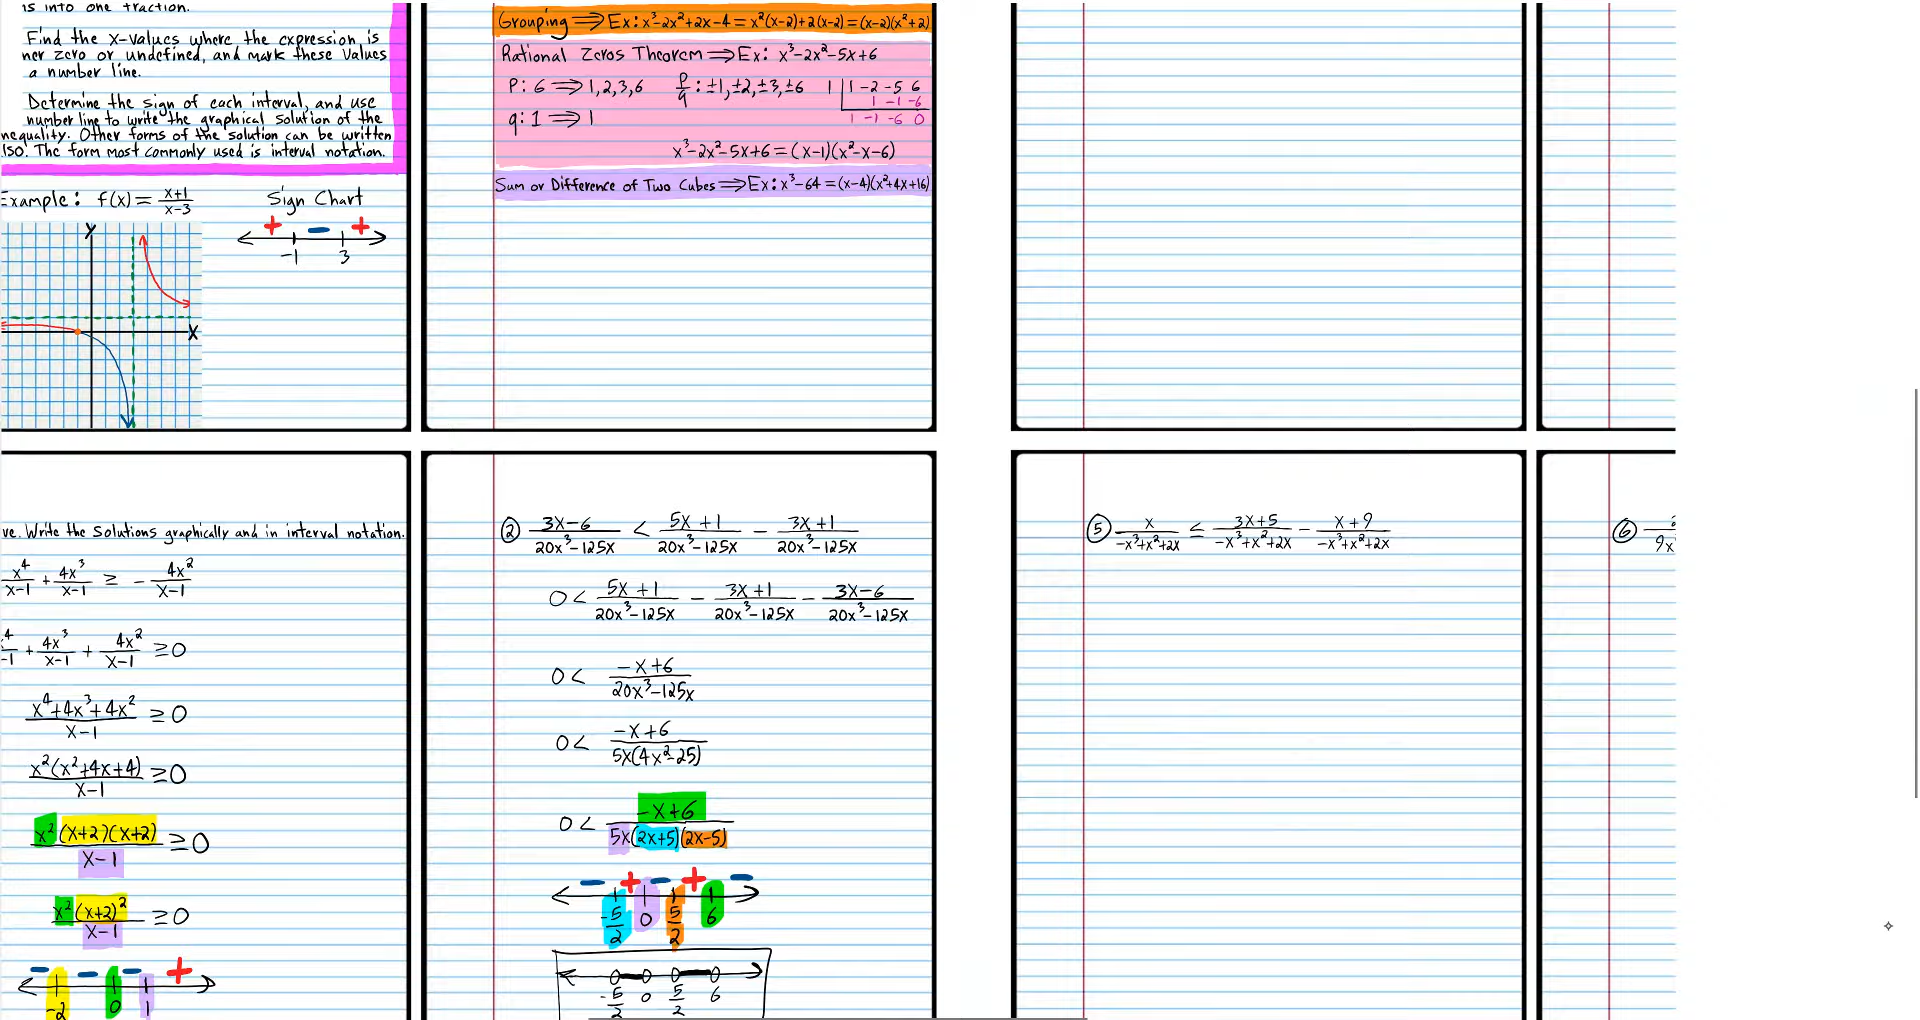 is into one fraction.
Find the x-values where the expression is
her zero or undefined, and mark these values
a number line.
Determine the sign of each interval, and use
number line to write the graphical solution of the
nequality. Other forms of the solution can be written
lso. The form most commonly used is interval notation.
Example: f(x) = (x+1)/(x-3)
Sign Chart
+ − +
-1 3
Y
X
Grouping ⟹ Ex: x³-2x²+2x-4 = x²(x-2)+2(x-2) = (x-2)(x²+2)
Rational Zeros Theorem ⟹ Ex: x³-2x²-5x+6
P: 6 ⟹ 1,2,3,6 p/q: ±1, ±2, ±3, ±6 1 | 1 -2 -5 6
1 -1 -6
q: 1 ⟹ 1 1 -1 -6 0
x³-2x²-5x+6 = (x-1)(x²-x-6)
Sum or Difference of Two Cubes ⟹ Ex: x³-64 = (x-4)(x²+4x+16)
ve. Write the Solutions graphically and in interval notation.
x⁴/(x-1) + 4x³/(x-1) ≥ - 4x²/(x-1)
+ 4x³/(x-1) + 4x²/(x-1) ≥ 0
(x⁴+4x³+4x²)/(x-1) ≥ 0
x²(x²+4x+4)/(x-1) ≥ 0
x²(x+2)(x+2)/(x-1) ≥ 0
x²(x+2)²/(x-1) ≥ 0
− − − +
-2 0 1
② (3x-6)/(20x³-125x) < (5x+1)/(20x³-125x) - (3x+1)/(20x³-125x)
0 < (5x+1)/(20x³-125x) - (3x+1)/(20x³-125x) - (3x-6)/(20x³-125x)
0 < (-x+6)/(20x³-125x)
0 < (-x+6)/(5x(4x²-25))
0 < (-x+6)/(5x(2x+5)(2x-5))
− + − + −
-5/2 0 5/2 6
-5/2 0 5/2 6
⑤ x/(-x³+x²+2x) ≤ (3x+5)/(-x³+x²+2x) - (x+9)/(-x³+x²+2x)
⑥
9x